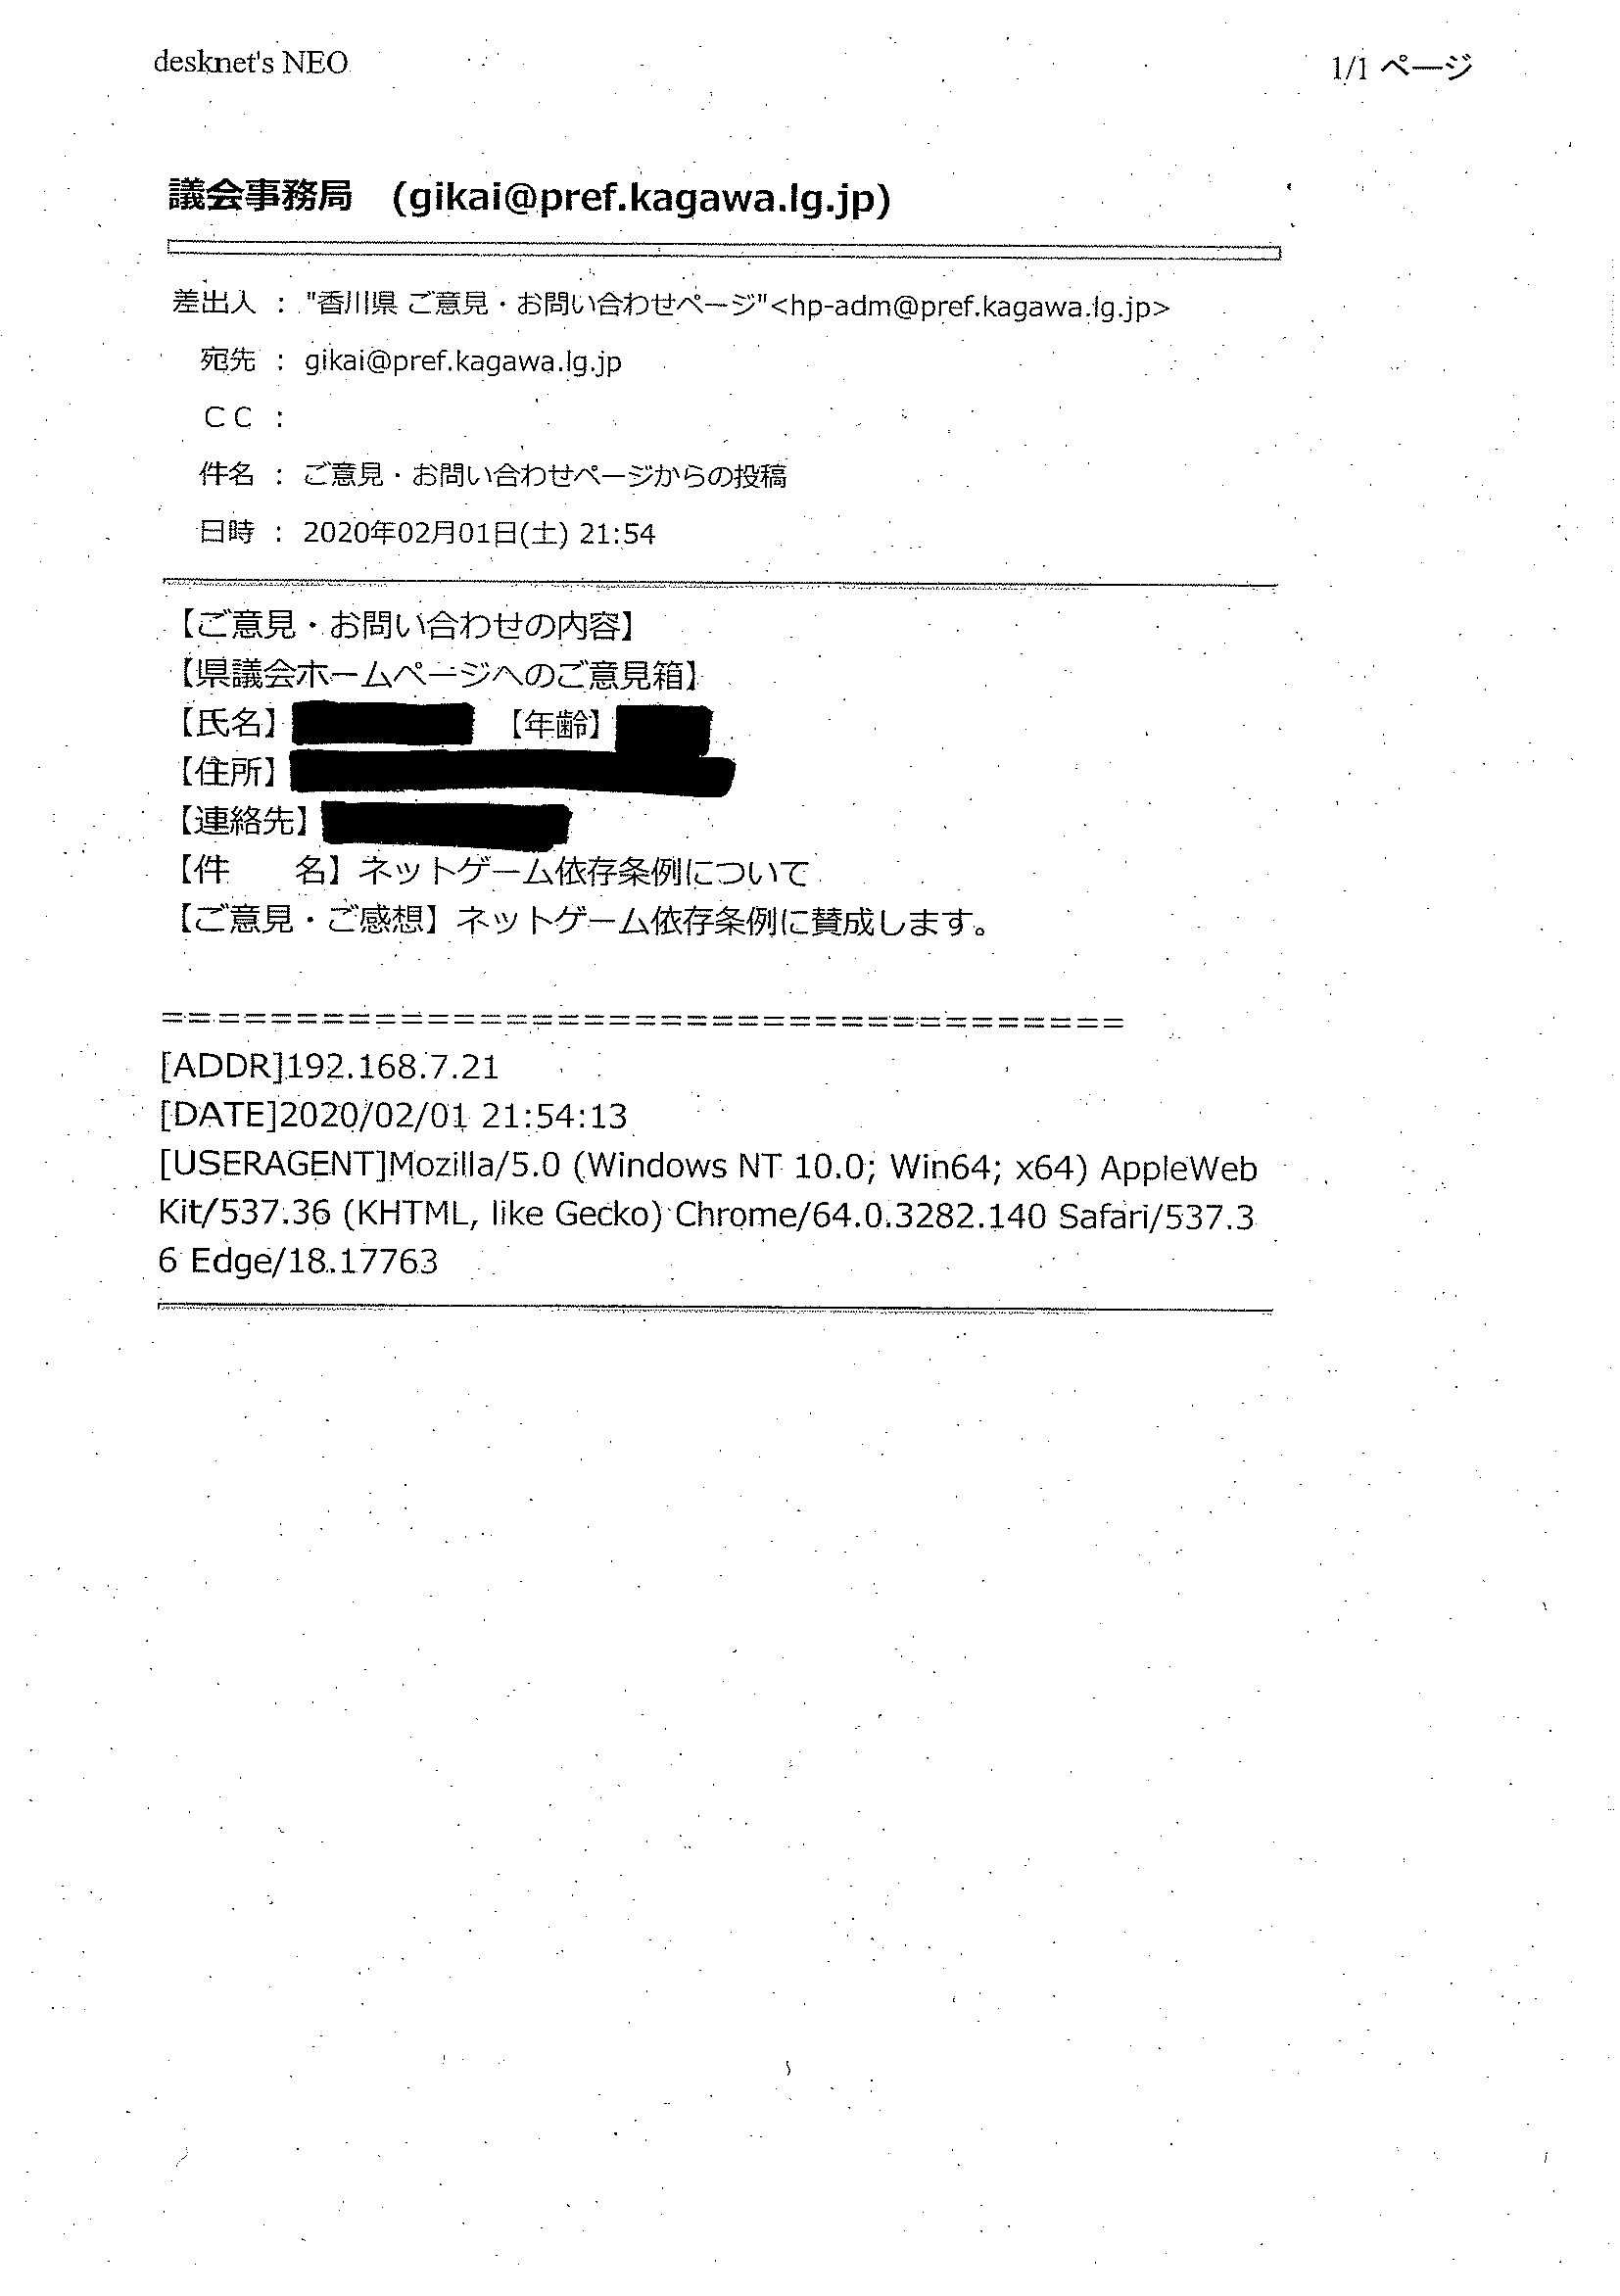 desknet's NEO
1/1 ページ
議会事務局　(gikai@pref.kagawa.lg.jp)
差出人 : "香川県 ご意見・お問い合わせページ"<hp-adm@pref.kagawa.lg.jp>
宛先 : gikai@pref.kagawa.lg.jp
ＣＣ :
件名 : ご意見・お問い合わせページからの投稿
日時 : 2020年02月01日(土) 21:54
【ご意見・お問い合わせの内容】
【県議会ホームページへのご意見箱】
【氏名】　【年齢】
【住所】
【連絡先】
【件　　名】ネットゲーム依存条例について
【ご意見・ご感想】ネットゲーム依存条例に賛成します。
=====================================
[ADDR]192.168.7.21
[DATE]2020/02/01 21:54:13
[USERAGENT]Mozilla/5.0 (Windows NT 10.0; Win64; x64) AppleWeb
Kit/537.36 (KHTML, like Gecko) Chrome/64.0.3282.140 Safari/537.3
6 Edge/18.17763